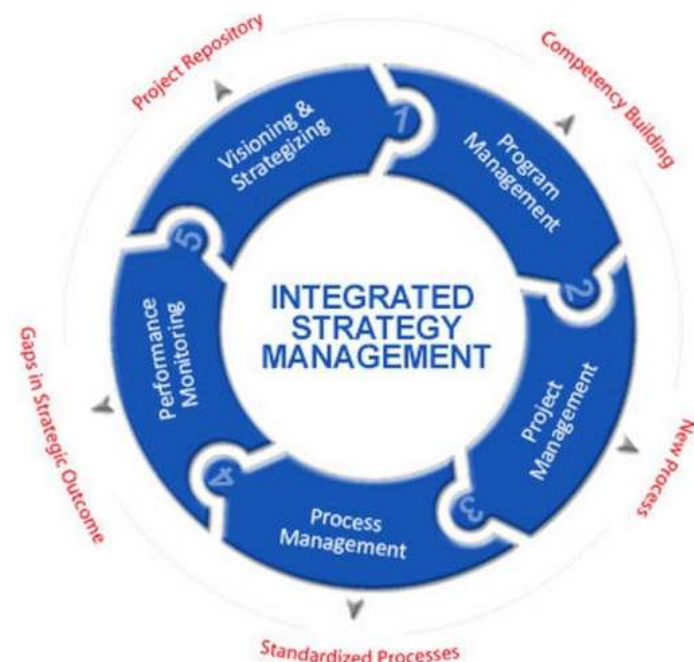 Project Repository
Competency Building
Visioning &
Strategizing
1
Program
Management
5
2
INTEGRATED
STRATEGY
MANAGEMENT
Performance
Monitoring
Project
Management
Gaps in Strategic Outcome
New Process
4
3
Process
Management
Standardized Processes